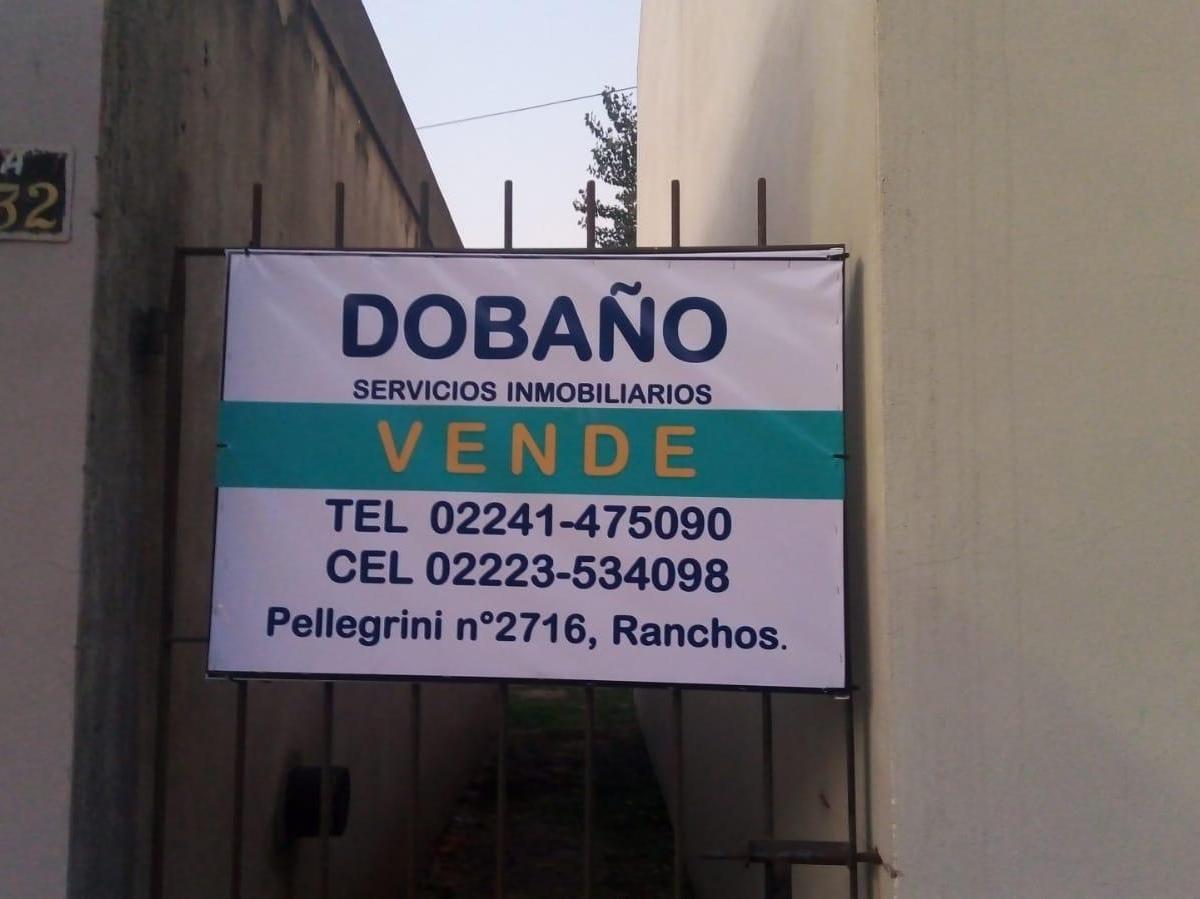 A
32
DOBAÑO
SERVICIOS INMOBILIARIOS
VENDE
TEL 02241-475090
CEL 02223-534098
Pellegrini n°2716, Ranchos.